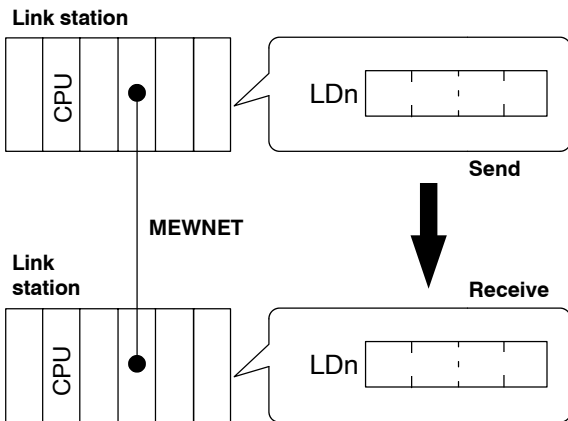 Link station
CPU
LDn
Send
MEWNET
Link
station
Receive
CPU
LDn